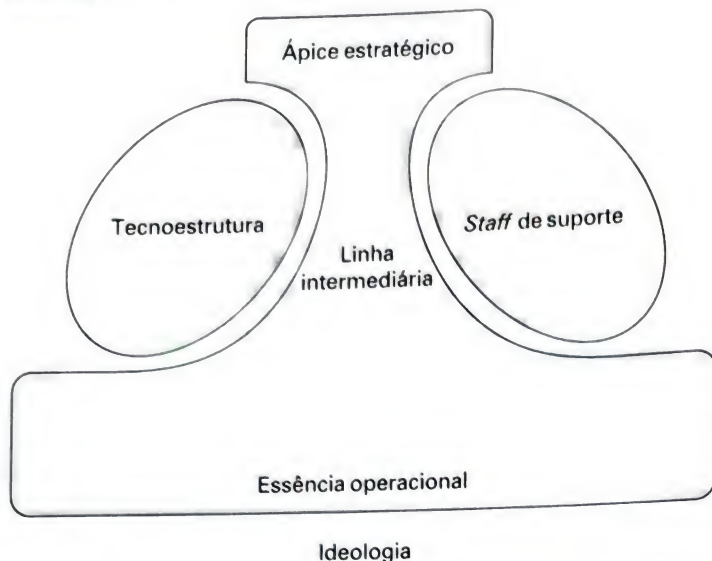 Ápice estratégico
Tecnoestrutura
Staff de suporte
Linha
intermediária
Essência operacional
Ideologia